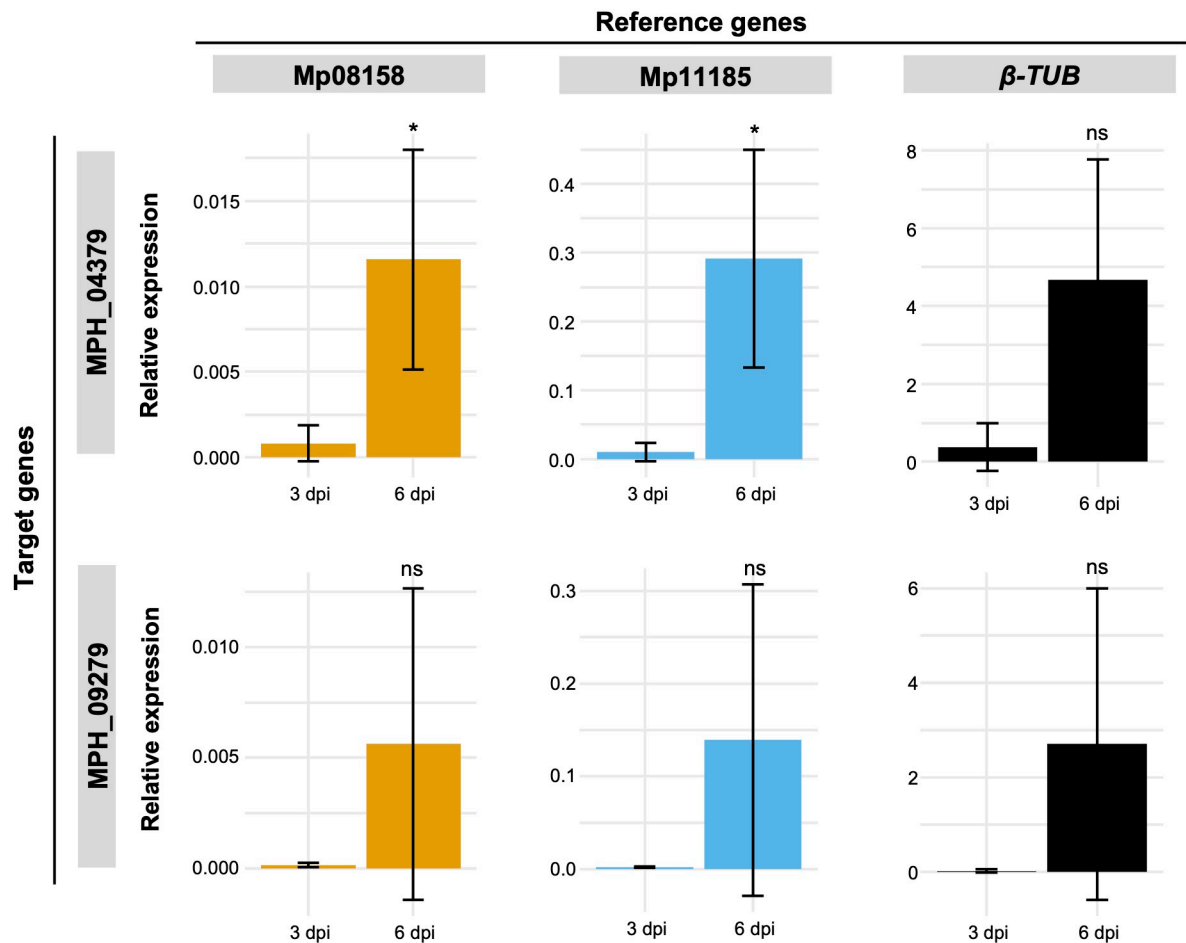 Reference genes
Mp08158
Mp11185
β-TUB
Target genes
MPH_04379
Relative expression
*
0.015
0.010
0.005
0.000
3 dpi
6 dpi
*
0.4
0.3
0.2
0.1
0.0
3 dpi
6 dpi
ns
8
6
4
2
0
3 dpi
6 dpi
MPH_09279
Relative expression
ns
0.010
0.005
0.000
3 dpi
6 dpi
ns
0.3
0.2
0.1
0.0
3 dpi
6 dpi
ns
6
4
2
0
3 dpi
6 dpi